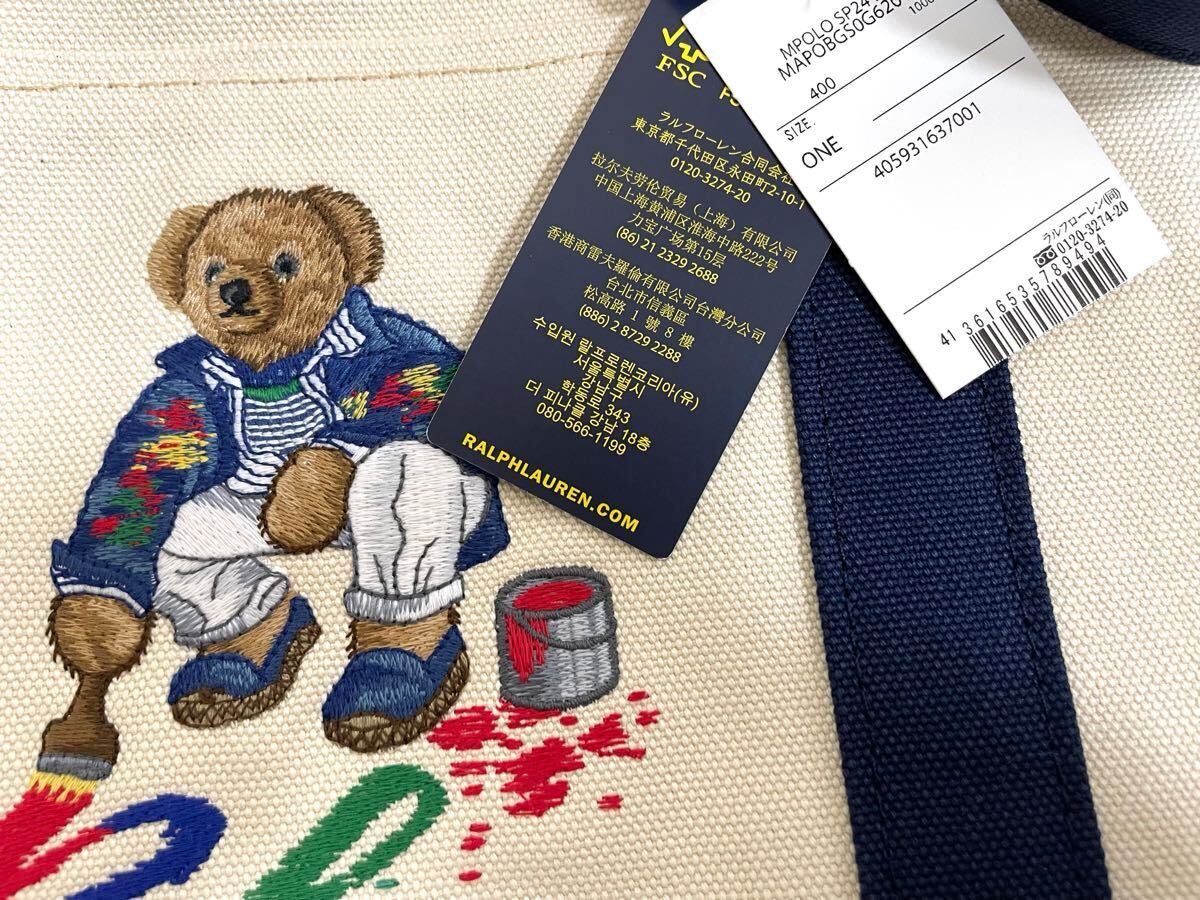 FSC
ラルフローレン合同会社
東京都千代田区永田町2-10-1
0120-3274-20
拉尔夫劳伦贸易（上海）有限公司
中国上海黄浦区淮海中路222号
力宝广场第15层
(86) 21 2329 2688
香港商雷夫羅倫有限公司台灣分公司
台北市信義區
松高路 1 號 8 樓
(886) 2 8729 2288
수입원 랄프로렌코리아(유)
서울특별시
강남구
학동로 343
더 피나클 강남 18층
080-566-1199
RALPHLAUREN.COM
MPOLO SP24
MAPOBGS0G620
400
SIZE.
ONE
405931637001
ラルフローレン(同)
0120-3274-20
41 3616535789494